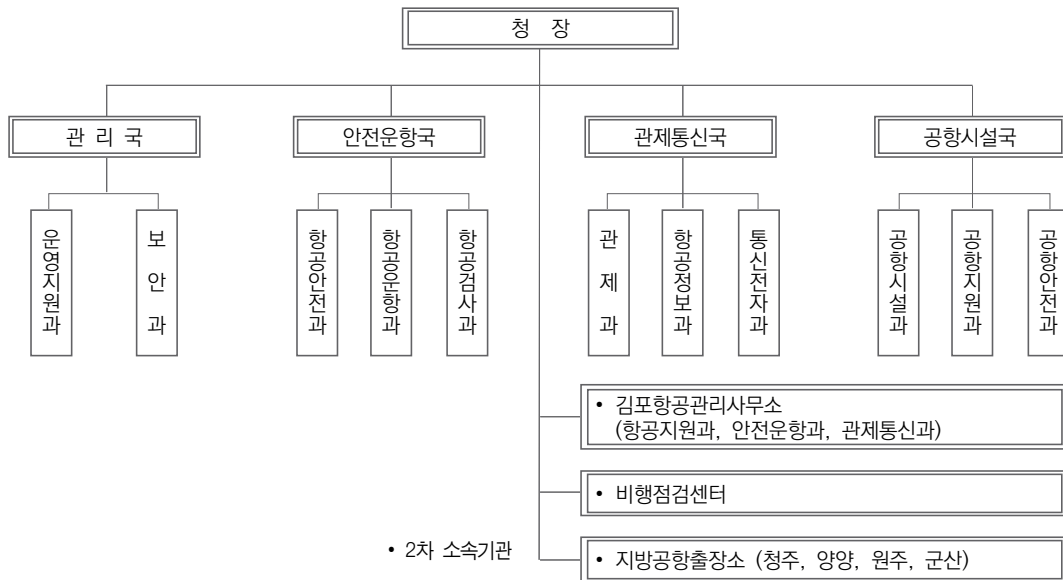 청 장
관 리 국
안전운항국
관제통신국
공항시설국
운영지원과
보안과
항공안전과
항공운항과
항공검사과
관제과
항공정보과
통신전자과
공항시설과
공항지원과
공항안전과
• 김포항공관리사무소
(항공지원과, 안전운항과, 관제통신과)
• 비행점검센터
• 2차 소속기관
• 지방공항출장소 (청주, 양양, 원주, 군산)